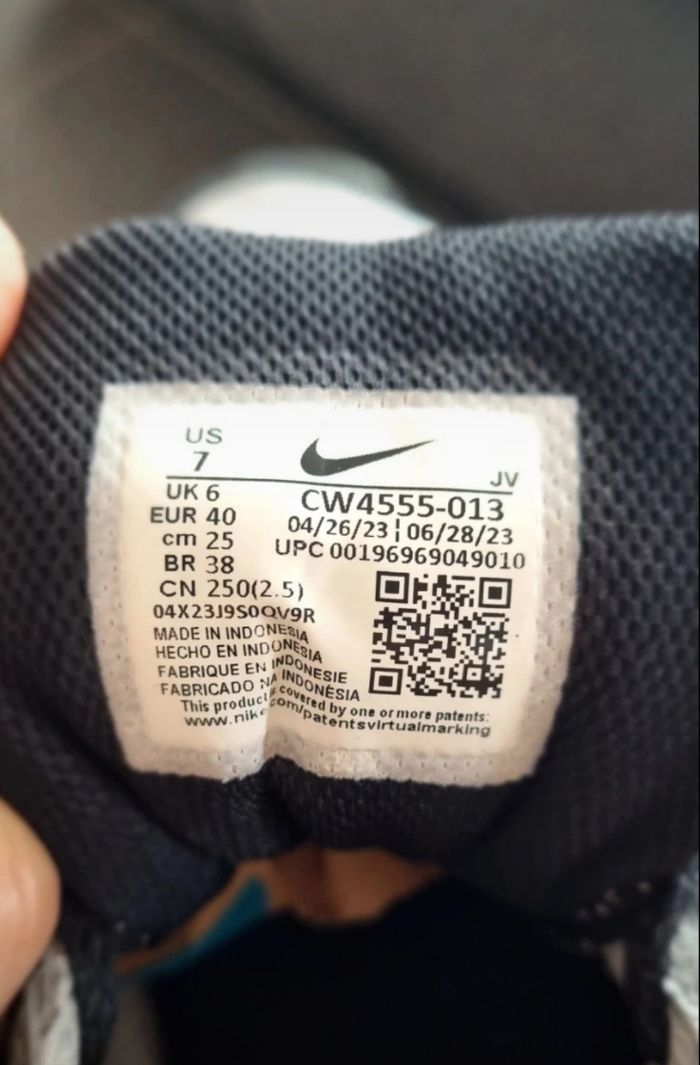 US
7
JV
UK 6
EUR 40
cm 25
BR 38
CN 250(2.5)
CW4555-013
04/26/23¦06/28/23
UPC 00196969049010
04X23J9S0QV9R
MADE IN INDONESIA
HECHO EN INDONESIA
FABRIQUE EN INDONESIE
FABRICADO NA INDONÉSIA
This product is covered by one or more patents:
www.nike.com/patentsvirtualmarking